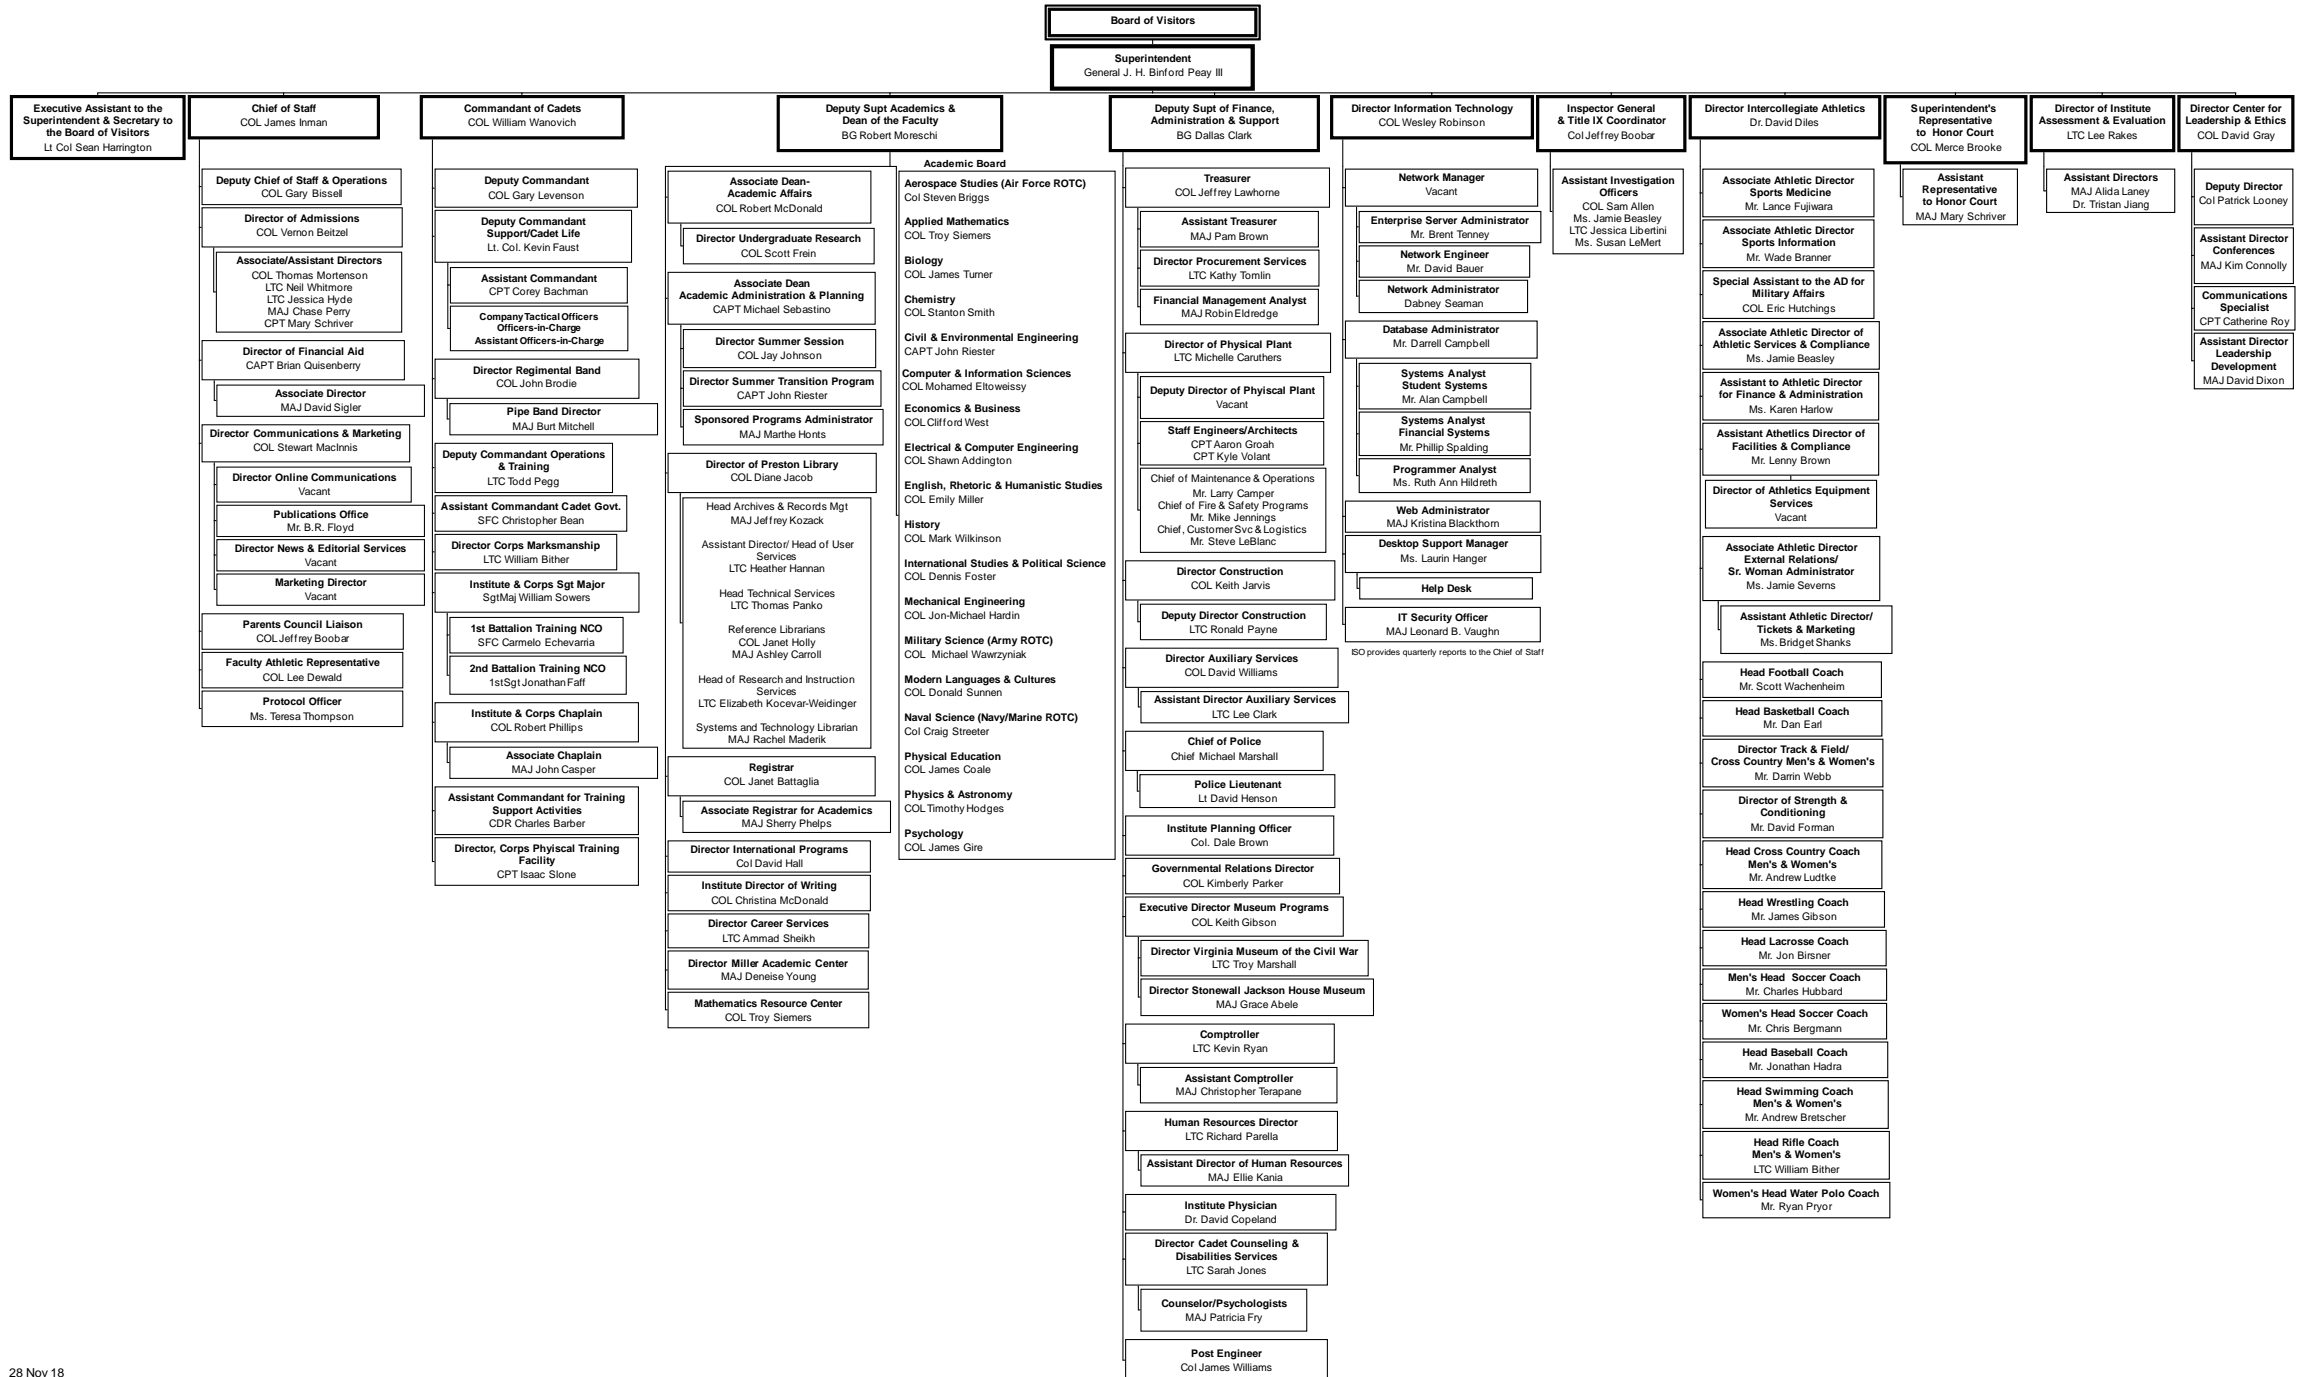 Board of Visitors
Superintendent
General J. H. Binford Peay III
Executive Assistant to the
Superintendent & Secretary to
the Board of Visitors
Lt Col Sean Harrington
Chief of Staff
COL James Inman
Deputy Chief of Staff & Operations
COL Gary Bissell
Director of Admissions
COL Vernon Beitzel
Associate/Assistant Directors
COL Thomas Mortenson
LTC Neil Whitmore
LTC Jessica Hyde
MAJ Chase Perry
CPT Mary Schriver
Director of Financial Aid
CAPT Brian Quisenberry
Associate Director
MAJ David Sigler
Director Communications & Marketing
COL Stewart MacInnis
Director Online Communications
Vacant
Publications Office
Mr. B.R. Floyd
Director News & Editorial Services
Vacant
Marketing Director
Vacant
Parents Council Liaison
COL Jeffrey Boobar
Faculty Athletic Representative
COL Lee Dewald
Protocol Officer
Ms. Teresa Thompson
Commandant of Cadets
COL William Wanovich
Deputy Commandant
COL Gary Levenson
Deputy Commandant
Support/Cadet Life
Lt. Col. Kevin Faust
Assistant Commandant
CPT Corey Bachman
Company Tactical Officers
Officers-in-Charge
Assistant Officers-in-Charge
Director Regimental Band
COL John Brodie
Pipe Band Director
MAJ Burt Mitchell
Deputy Commandant Operations
& Training
LTC Todd Pegg
Assistant Commandant Cadet Govt.
SFC Christopher Bean
Director Corps Marksmanship
LTC William Bither
Institute & Corps Sgt Major
SgtMaj William Sowers
1st Battalion Training NCO
SFC Carmelo Echevarria
2nd Battalion Training NCO
1stSgt Jonathan Faff
Institute & Corps Chaplain
COL Robert Phillips
Associate Chaplain
MAJ John Casper
Assistant Commandant for Training
Support Activities
CDR Charles Barber
Director, Corps Phyiscal Training
Facility
CPT Isaac Slone
Deputy Supt Academics &
Dean of the Faculty
BG Robert Moreschi
Associate Dean-
Academic Affairs
COL Robert McDonald
Director Undergraduate Research
COL Scott Frein
Associate Dean
Academic Administration & Planning
CAPT Michael Sebastino
Director Summer Session
COL Jay Johnson
Director Summer Transition Program
CAPT John Riester
Sponsored Programs Administrator
MAJ Marthe Honts
Director of Preston Library
COL Diane Jacob
Head Archives & Records Mgt
MAJ Jeffrey Kozack
Assistant Director/ Head of User
Services
LTC Heather Hannan
Head Technical Services
LTC Thomas Panko
Reference Librarians
COL Janet Holly
MAJ Ashley Carroll
Head of Research and Instruction
Services
LTC Elizabeth Kocevar-Weidinger
Systems and Technology Librarian
MAJ Rachel Maderik
Registrar
COL Janet Battaglia
Associate Registrar for Academics
MAJ Sherry Phelps
Director International Programs
Col David Hall
Institute Director of Writing
COL Christina McDonald
Director Career Services
LTC Ammad Sheikh
Director Miller Academic Center
MAJ Deneise Young
Mathematics Resource Center
COL Troy Siemers
Academic Board
Aerospace Studies (Air Force ROTC)
Col Steven Briggs
Applied Mathematics
COL Troy Siemers
Biology
COL James Turner
Chemistry
COL Stanton Smith
Civil & Environmental Engineering
CAPT John Riester
Computer & Information Sciences
COL Mohamed Eltoweissy
Economics & Business
COL Clifford West
Electrical & Computer Engineering
COL Shawn Addington
English, Rhetoric & Humanistic Studies
COL Emily Miller
History
COL Mark Wilkinson
International Studies & Political Science
COL Dennis Foster
Mechanical Engineering
COL Jon-Michael Hardin
Military Science (Army ROTC)
COL Michael Wawrzyniak
Modern Languages & Cultures
COL Donald Sunnen
Naval Science (Navy/Marine ROTC)
Col Craig Streeter
Physical Education
COL James Coale
Physics & Astronomy
COL Timothy Hodges
Psychology
COL James Gire
Deputy Supt of Finance,
Administration & Support
BG Dallas Clark
Treasurer
COL Jeffrey Lawhorne
Assistant Treasurer
MAJ Pam Brown
Director Procurement Services
LTC Kathy Tomlin
Financial Management Analyst
MAJ Robin Eldredge
Director of Physical Plant
LTC Michelle Caruthers
Deputy Director of Phyiscal Plant
Vacant
Staff Engineers/Architects
CPT Aaron Groah
CPT Kyle Volant
Chief of Maintenance & Operations
Mr. Larry Camper
Chief of Fire & Safety Programs
Mr. Mike Jennings
Chief, Customer Svc & Logistics
Mr. Steve LeBlanc
Director Construction
COL Keith Jarvis
Deputy Director Construction
LTC Ronald Payne
Director Auxiliary Services
COL David Williams
Assistant Director Auxiliary Services
LTC Lee Clark
Chief of Police
Chief Michael Marshall
Police Lieutenant
Lt David Henson
Institute Planning Officer
Col. Dale Brown
Governmental Relations Director
COL Kimberly Parker
Executive Director Museum Programs
COL Keith Gibson
Director Virginia Museum of the Civil War
LTC Troy Marshall
Director Stonewall Jackson House Museum
MAJ Grace Abele
Comptroller
LTC Kevin Ryan
Assistant Comptroller
MAJ Christopher Terapane
Human Resources Director
LTC Richard Parella
Assistant Director of Human Resources
MAJ Ellie Kania
Institute Physician
Dr. David Copeland
Director Cadet Counseling &
Disabilities Services
LTC Sarah Jones
Counselor/Psychologists
MAJ Patricia Fry
Post Engineer
Col James Williams
Director Information Technology
COL Wesley Robinson
Network Manager
Vacant
Enterprise Server Administrator
Mr. Brent Tenney
Network Engineer
Mr. David Bauer
Network Administrator
Dabney Seaman
Database Administrator
Mr. Darrell Campbell
Systems Analyst
Student Systems
Mr. Alan Campbell
Systems Analyst
Financial Systems
Mr. Phillip Spalding
Programmer Analyst
Ms. Ruth Ann Hildreth
Web Administrator
MAJ Kristina Blackthorn
Desktop Support Manager
Ms. Laurin Hanger
Help Desk
IT Security Officer
MAJ Leonard B. Vaughn
ISO provides quarterly reports to the Chief of Staff
Inspector General
& Title IX Coordinator
Col Jeffrey Boobar
Assistant Investigation
Officers
COL Sam Allen
Ms. Jamie Beasley
LTC Jessica Libertini
Ms. Susan LeMert
Director Intercollegiate Athletics
Dr. David Diles
Associate Athletic Director
Sports Medicine
Mr. Lance Fujiwara
Associate Athletic Director
Sports Information
Mr. Wade Branner
Special Assistant to the AD for
Military Affairs
COL Eric Hutchings
Associate Athletic Director of
Athletic Services & Compliance
Ms. Jamie Beasley
Assistant to Athletic Director
for Finance & Administration
Ms. Karen Harlow
Assistant Athetlics Director of
Facilities & Compliance
Mr. Lenny Brown
Director of Athletics Equipment
Services
Vacant
Associate Athletic Director
External Relations/
Sr. Woman Administrator
Ms. Jamie Severns
Assistant Athletic Director/
Tickets & Marketing
Ms. Bridget Shanks
Head Football Coach
Mr. Scott Wachenheim
Head Basketball Coach
Mr. Dan Earl
Director Track & Field/
Cross Country Men's & Women's
Mr. Darrin Webb
Director of Strength &
Conditioning
Mr. David Forman
Head Cross Country Coach
Men's & Women's
Mr. Andrew Ludtke
Head Wrestling Coach
Mr. James Gibson
Head Lacrosse Coach
Mr. Jon Birsner
Men's Head Soccer Coach
Mr. Charles Hubbard
Women's Head Soccer Coach
Mr. Chris Bergmann
Head Baseball Coach
Mr. Jonathan Hadra
Head Swimming Coach
Men's & Women's
Mr. Andrew Bretscher
Head Rifle Coach
Men's & Women's
LTC William Bither
Women's Head Water Polo Coach
Mr. Ryan Pryor
Superintendent's
Representative
to Honor Court
COL Merce Brooke
Assistant
Representative
to Honor Court
MAJ Mary Schriver
Director of Institute
Assessment & Evaluation
LTC Lee Rakes
Assistant Directors
MAJ Alida Laney
Dr. Tristan Jiang
Director Center for
Leadership & Ethics
COL David Gray
Deputy Director
Col Patrick Looney
Assistant Director
Conferences
MAJ Kim Connolly
Communications
Specialist
CPT Catherine Roy
Assistant Director
Leadership
Development
MAJ David Dixon
28 Nov 18